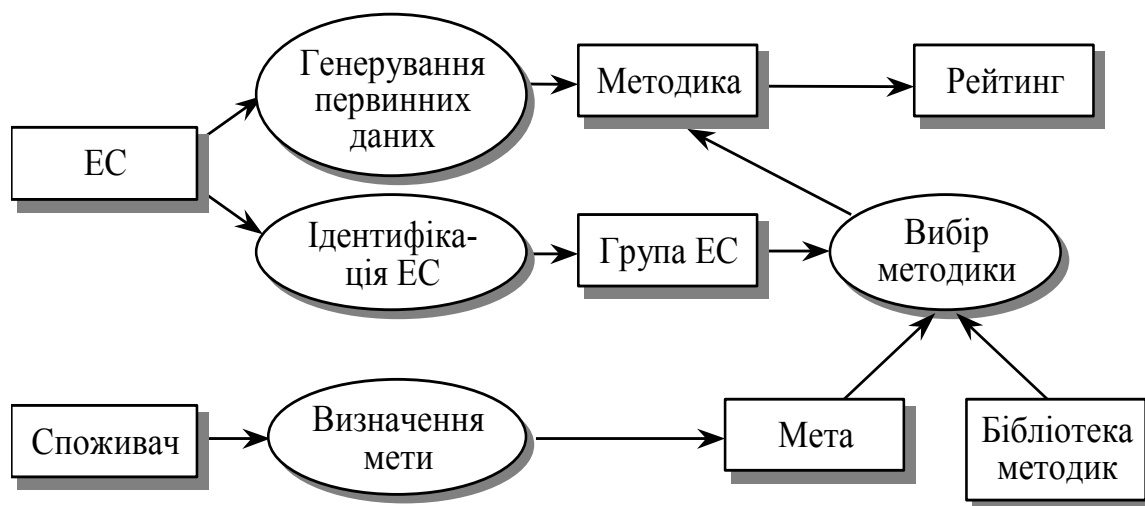 Генерування
первинних
даних
Методика
Рейтинг
ЕС
Ідентифіка-
ція ЕС
Група ЕС
Вибір
методики
Споживач
Визначення
мети
Мета
Бібліотека
методик